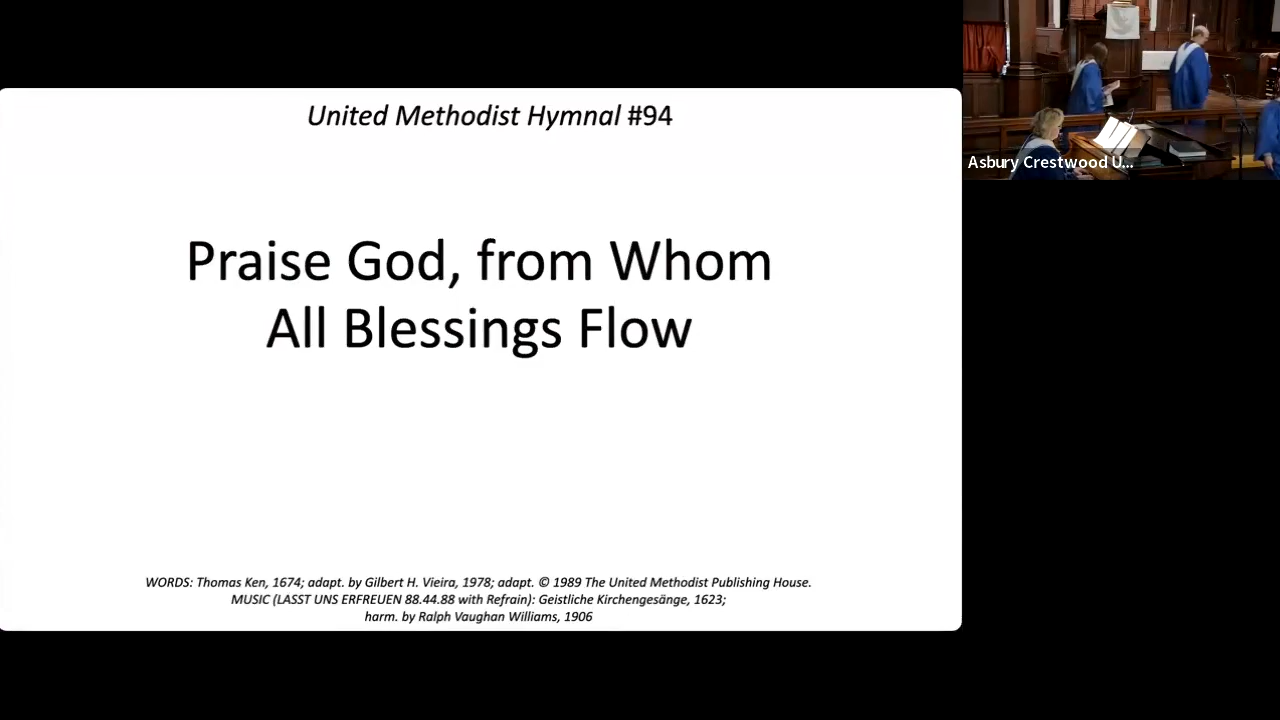 United Methodist Hymnal #94
Asbury Crestwood U...
Praise God, from Whom
All Blessings Flow
WORDS: Thomas Ken, 1674; adapt. by Gilbert H. Vieira, 1978; adapt. © 1989 The United Methodist Publishing House.
MUSIC (LASST UNS ERFREUEN 88.44.88 with Refrain): Geistliche Kirchengesänge, 1623;
harm. by Ralph Vaughan Williams, 1906